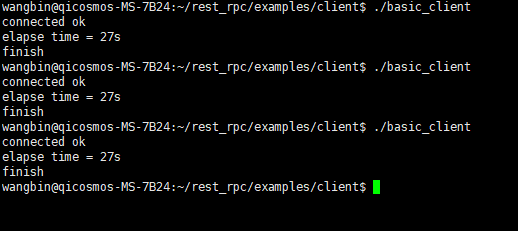 wangbin@qicosmos-MS-7B24:~/rest_rpc/examples/client$ ./basic_client
connected ok
elapse time = 27s
finish
wangbin@qicosmos-MS-7B24:~/rest_rpc/examples/client$ ./basic_client
connected ok
elapse time = 27s
finish
wangbin@qicosmos-MS-7B24:~/rest_rpc/examples/client$ ./basic_client
connected ok
elapse time = 27s
finish
wangbin@qicosmos-MS-7B24:~/rest_rpc/examples/client$